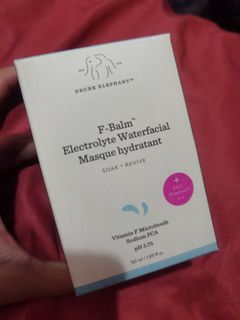 DRUNK ELEPHANT™
F-Balm™
Electrolyte Waterfacial
Masque hydratant
SOAK + REVIVE
+
Vitamin F Microbeads
Sodium PCA
pH 5.75
50 ml / 1.69 fl oz